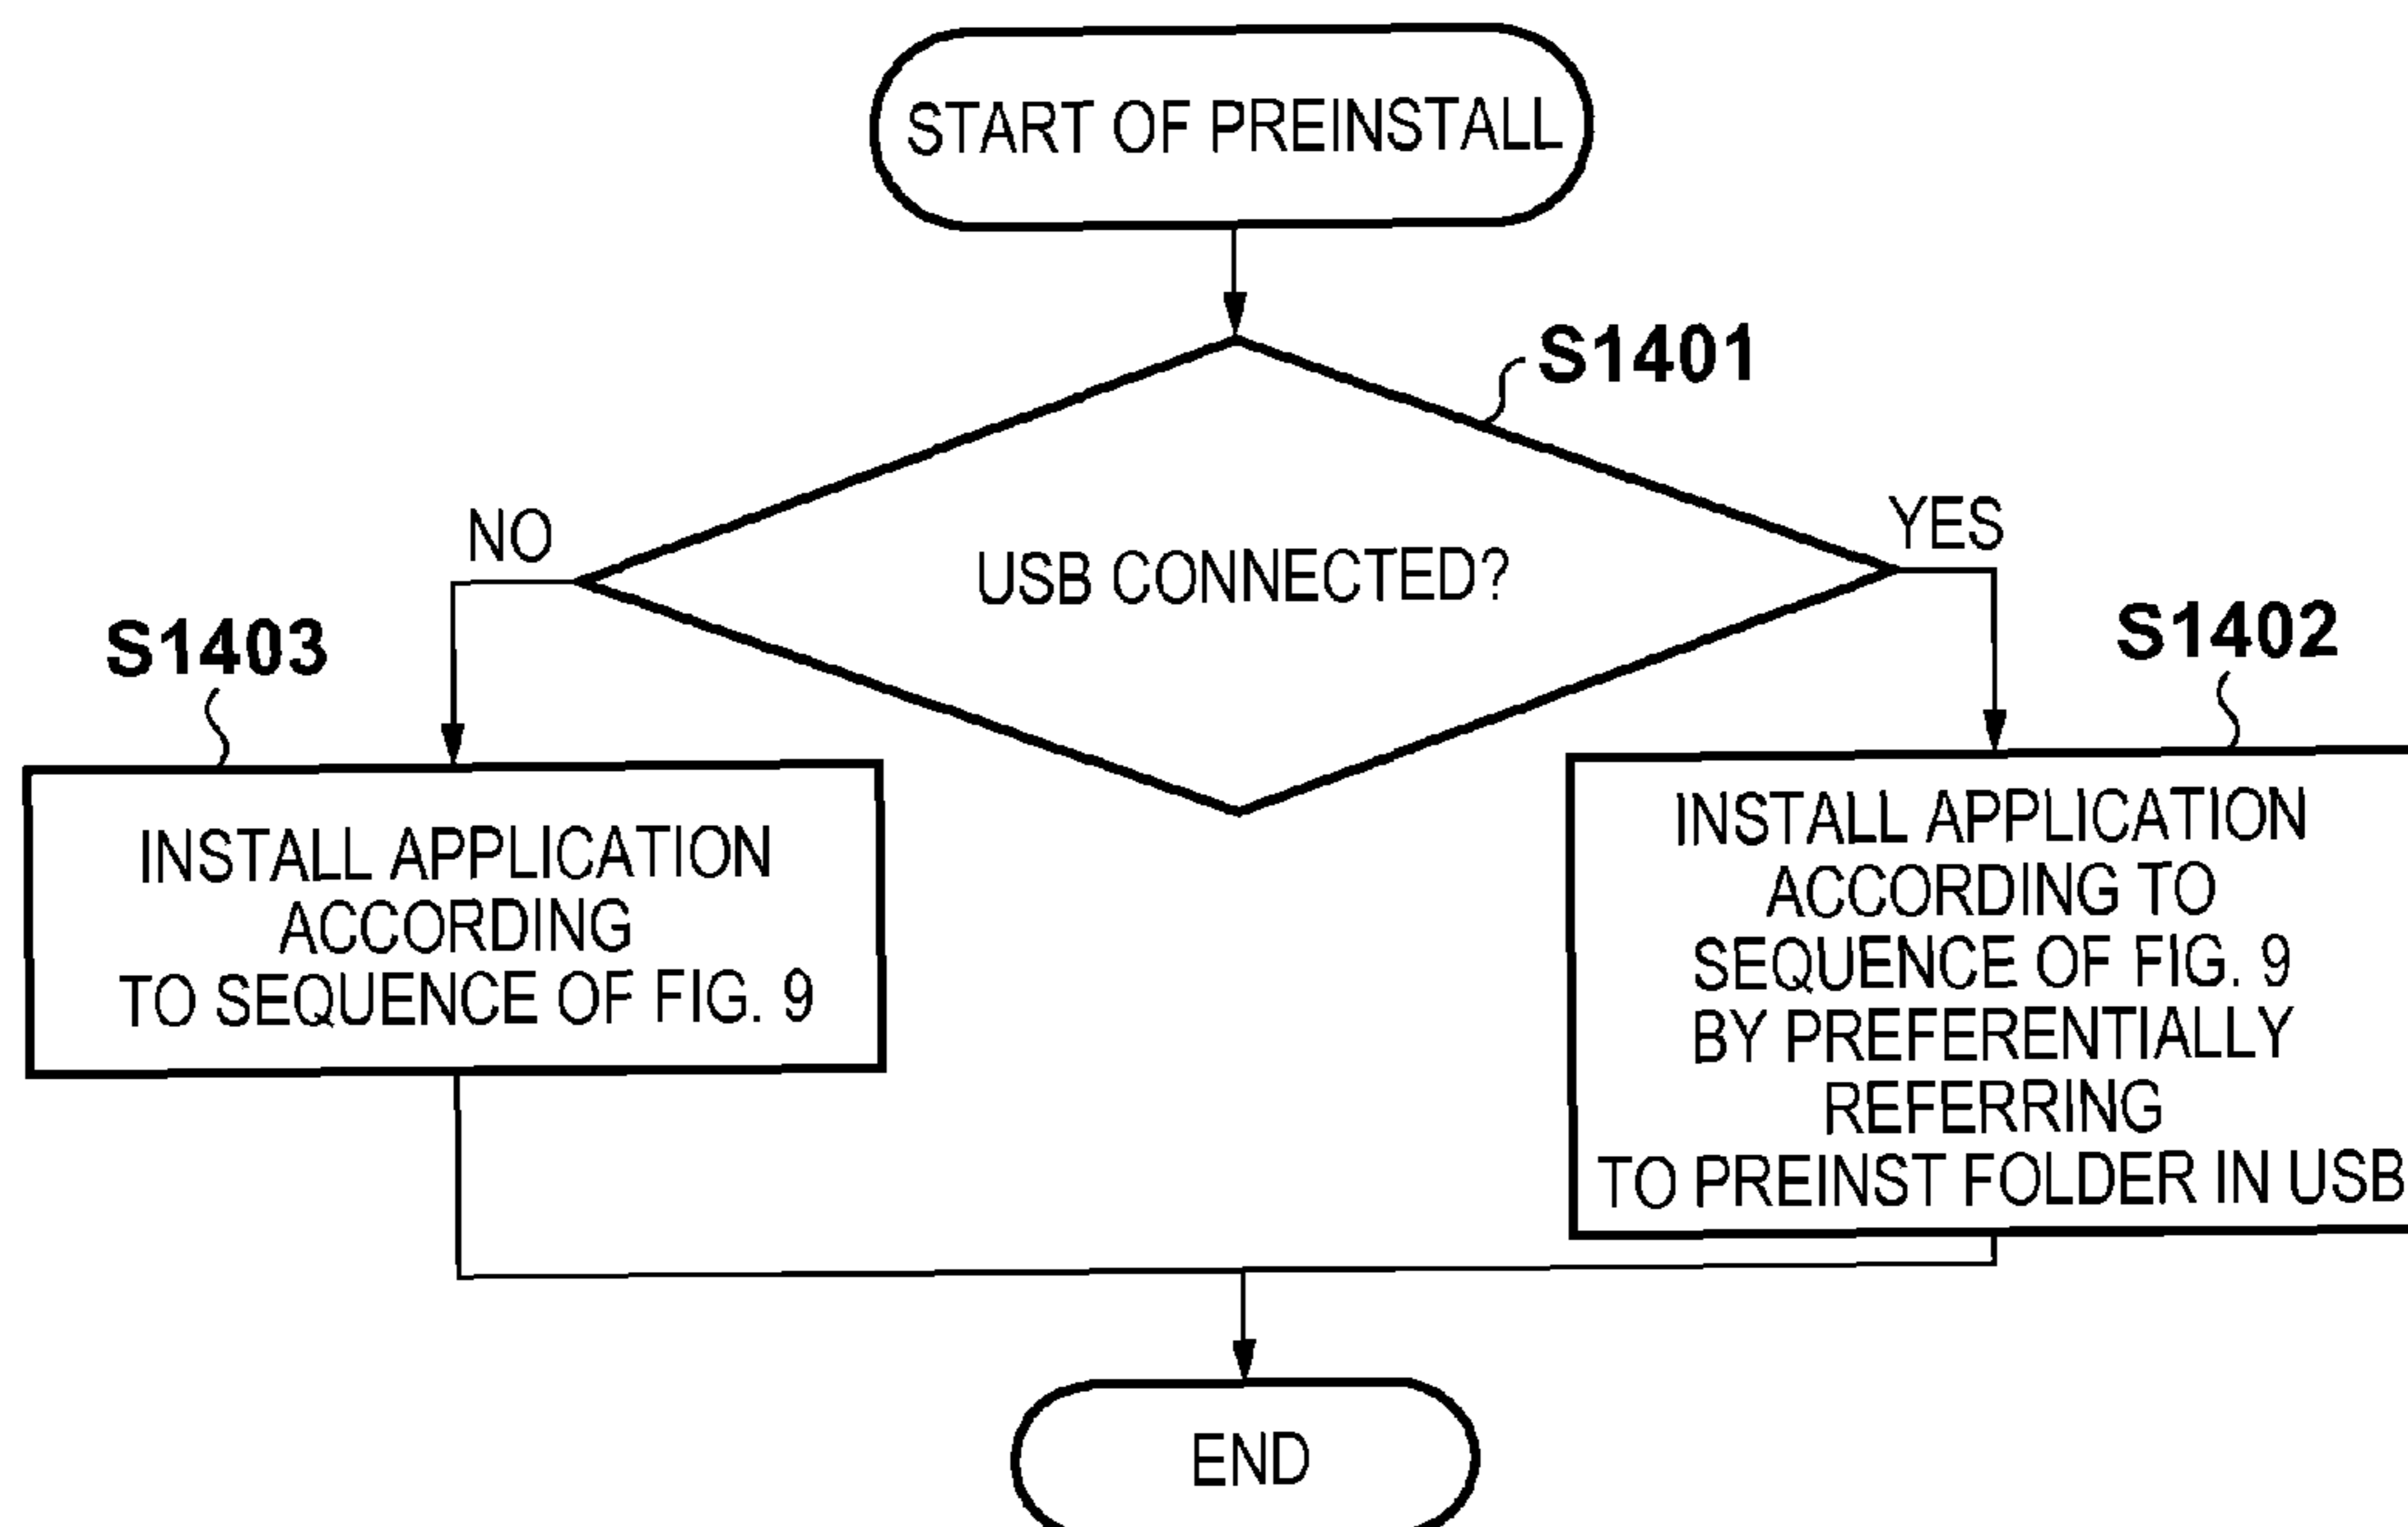 START OF PREINSTALL
S1401
NO
YES
USB CONNECTED?
S1403
S1402
INSTALL APPLICATION
ACCORDING
TO SEQUENCE OF FIG. 9
INSTALL APPLICATION
ACCORDING TO
SEQUENCE OF FIG. 9
BY PREFERENTIALLY
REFERRING
TO PREINST FOLDER IN USB
END